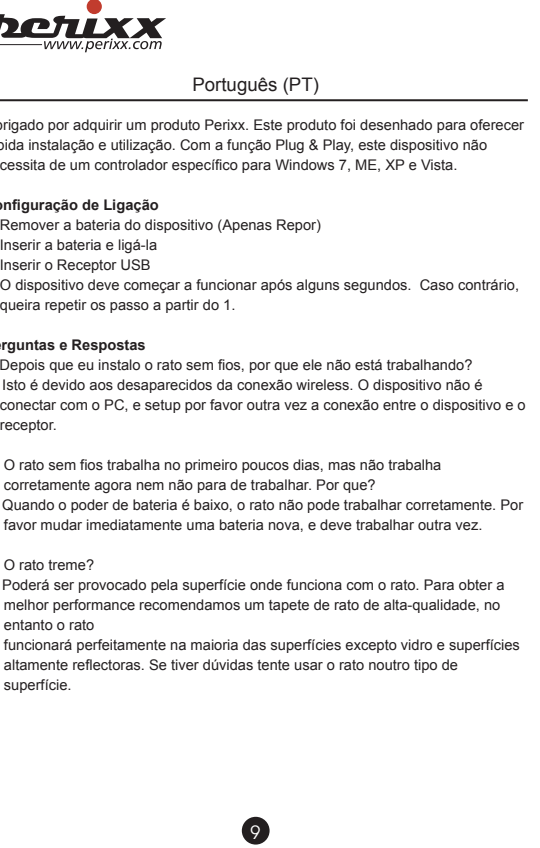 perixx
www.perixx.com
Português (PT)
brigado por adquirir um produto Perixx. Este produto foi desenhado para oferecer
pida instalação e utilização. Com a função Plug & Play, este dispositivo não
cessita de um controlador específico para Windows 7, ME, XP e Vista.
onfiguração de Ligação
Remover a bateria do dispositivo (Apenas Repor)
Inserir a bateria e ligá-la
Inserir o Receptor USB
O dispositivo deve começar a funcionar após alguns segundos.  Caso contrário,
queira repetir os passo a partir do 1.
erguntas e Respostas
Depois que eu instalo o rato sem fios, por que ele não está trabalhando?
Isto é devido aos desaparecidos da conexão wireless. O dispositivo não é
conectar com o PC, e setup por favor outra vez a conexão entre o dispositivo e o
receptor.
O rato sem fios trabalha no primeiro poucos dias, mas não trabalha
corretamente agora nem não para de trabalhar. Por que?
Quando o poder de bateria é baixo, o rato não pode trabalhar corretamente. Por
favor mudar imediatamente uma bateria nova, e deve trabalhar outra vez.
O rato treme?
Poderá ser provocado pela superfície onde funciona com o rato. Para obter a
melhor performance recomendamos um tapete de rato de alta-qualidade, no
entanto o rato
funcionará perfeitamente na maioria das superfícies excepto vidro e superfícies
altamente reflectoras. Se tiver dúvidas tente usar o rato noutro tipo de
superfície.
9